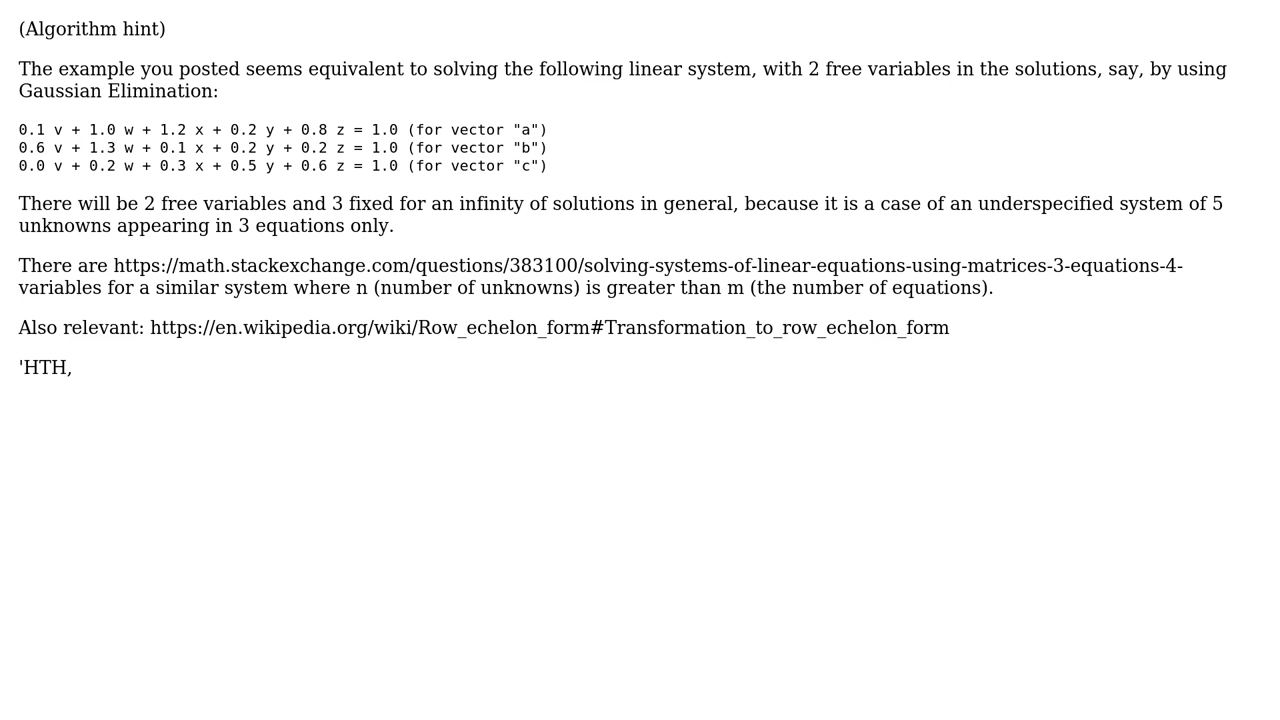 (Algorithm hint)
The example you posted seems equivalent to solving the following linear system, with 2 free variables in the solutions, say, by using
Gaussian Elimination:
0.1 v + 1.0 w + 1.2 x + 0.2 y + 0.8 z = 1.0 (for vector "a")
0.6 v + 1.3 w + 0.1 x + 0.2 y + 0.2 z = 1.0 (for vector "b")
0.0 v + 0.2 w + 0.3 x + 0.5 y + 0.6 z = 1.0 (for vector "c")
There will be 2 free variables and 3 fixed for an infinity of solutions in general, because it is a case of an underspecified system of 5
unknowns appearing in 3 equations only.
There are https://math.stackexchange.com/questions/383100/solving-systems-of-linear-equations-using-matrices-3-equations-4-
variables for a similar system where n (number of unknowns) is greater than m (the number of equations).
Also relevant: https://en.wikipedia.org/wiki/Row_echelon_form#Transformation_to_row_echelon_form
'HTH,